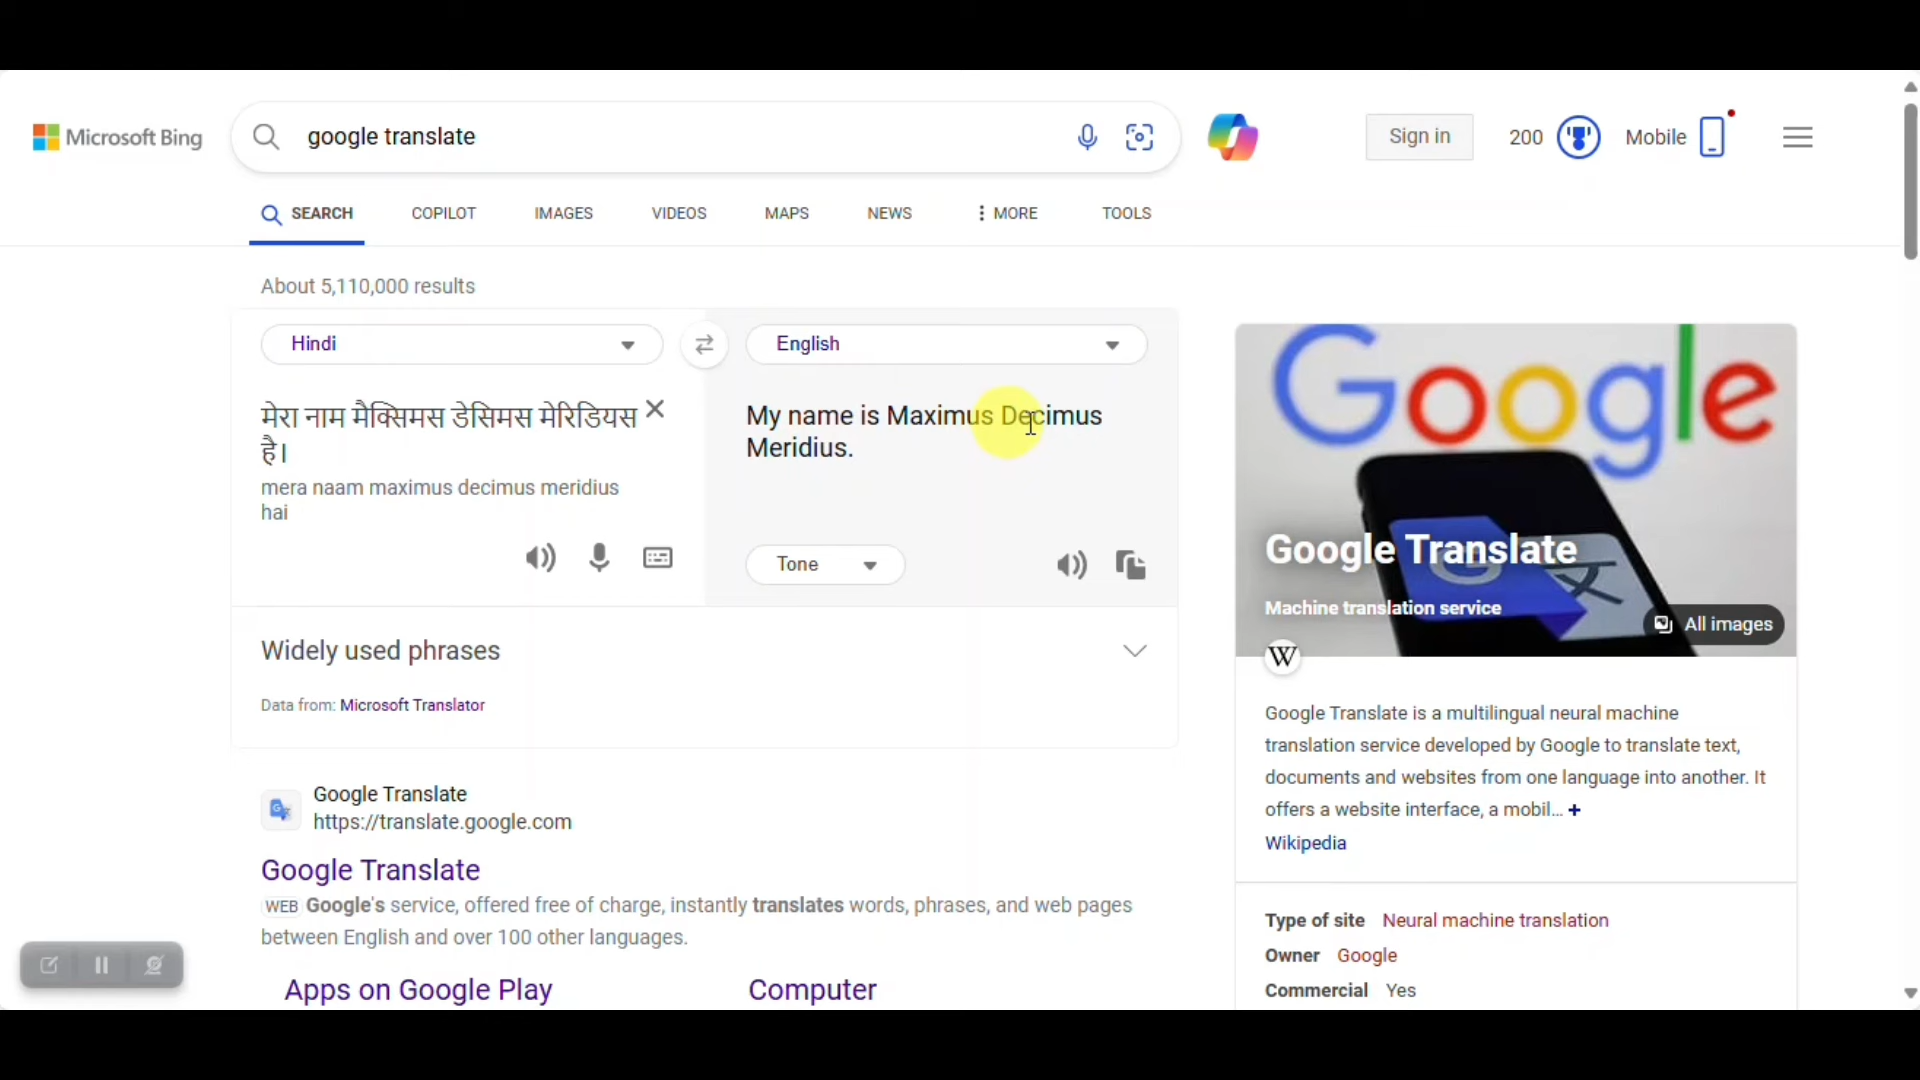 Microsoft Bing
google translate
Sign in
200
Mobile
SEARCH
COPILOT
IMAGES
VIDEOS
MAPS
NEWS
MORE
TOOLS
About 5,110,000 results
Hindi
English
मेरा नाम मैक्सिमस डेसिमस मेरिडियस
है।
mera naam maximus decimus meridius
hai
My name is Maximus Decimus
Meridius.
Tone
Widely used phrases
Data from: Microsoft Translator
Google Translate
https://translate.google.com
Google Translate
WEB Google's service, offered free of charge, instantly translates words, phrases, and web pages
between English and over 100 other languages.
Apps on Google Play
Computer
Google
G
文
Google Translate
Machine translation service
All images
W
Google Translate is a multilingual neural machine
translation service developed by Google to translate text,
documents and websites from one language into another. It
offers a website interface, a mobil... +
Wikipedia
Type of site Neural machine translation
Owner Google
Commercial Yes